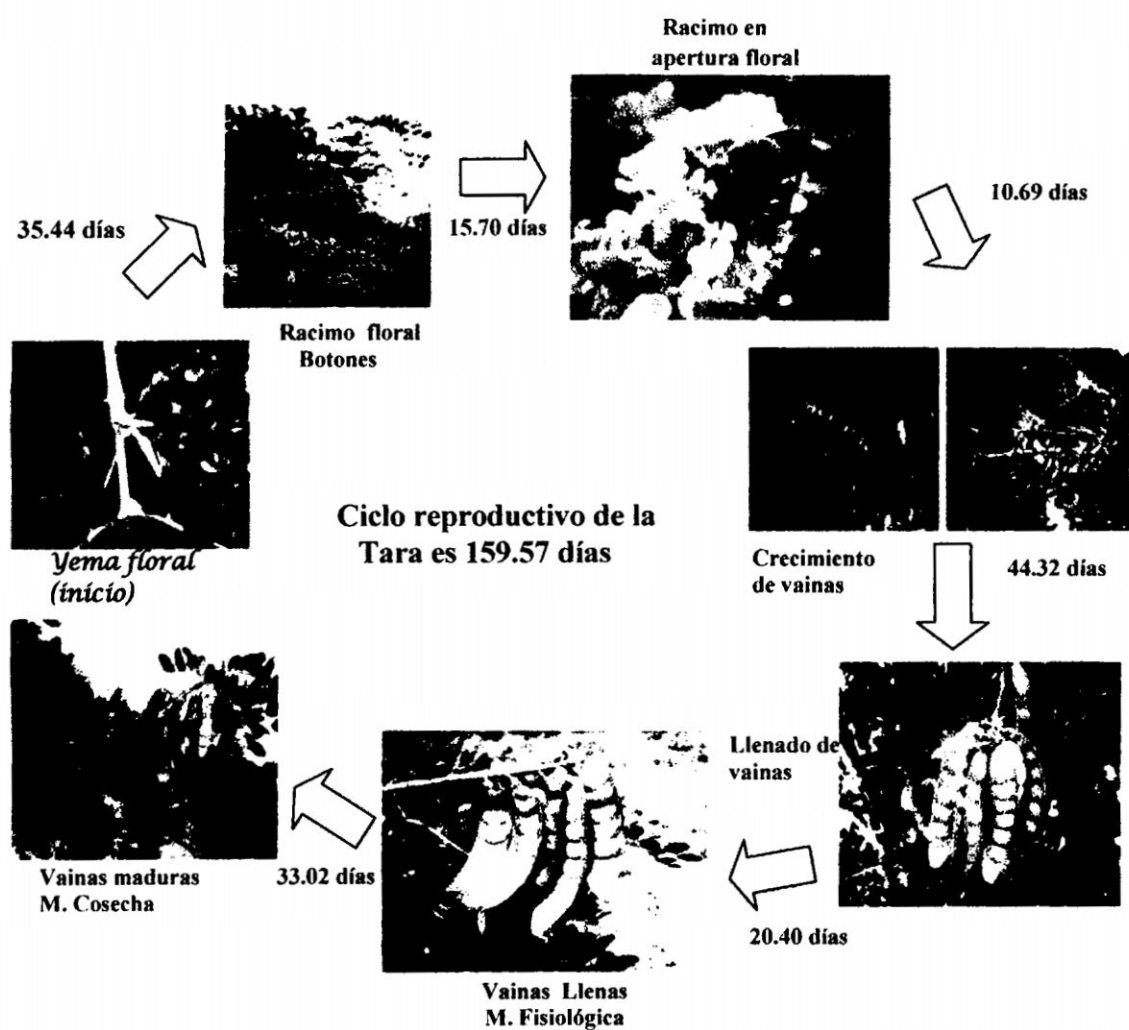 Racimo en
apertura floral
35.44 días
15.70 días
10.69 días
Racimo floral
Botones
Yema floral
(início)
Ciclo reproductivo de la
Tara es 159.57 días
Crecimiento
de vainas
44.32 días
Llenado de
vainas
20.40 días
Vainas Llenas
M. Fisiológica
33.02 días
Vainas maduras
M. Cosecha